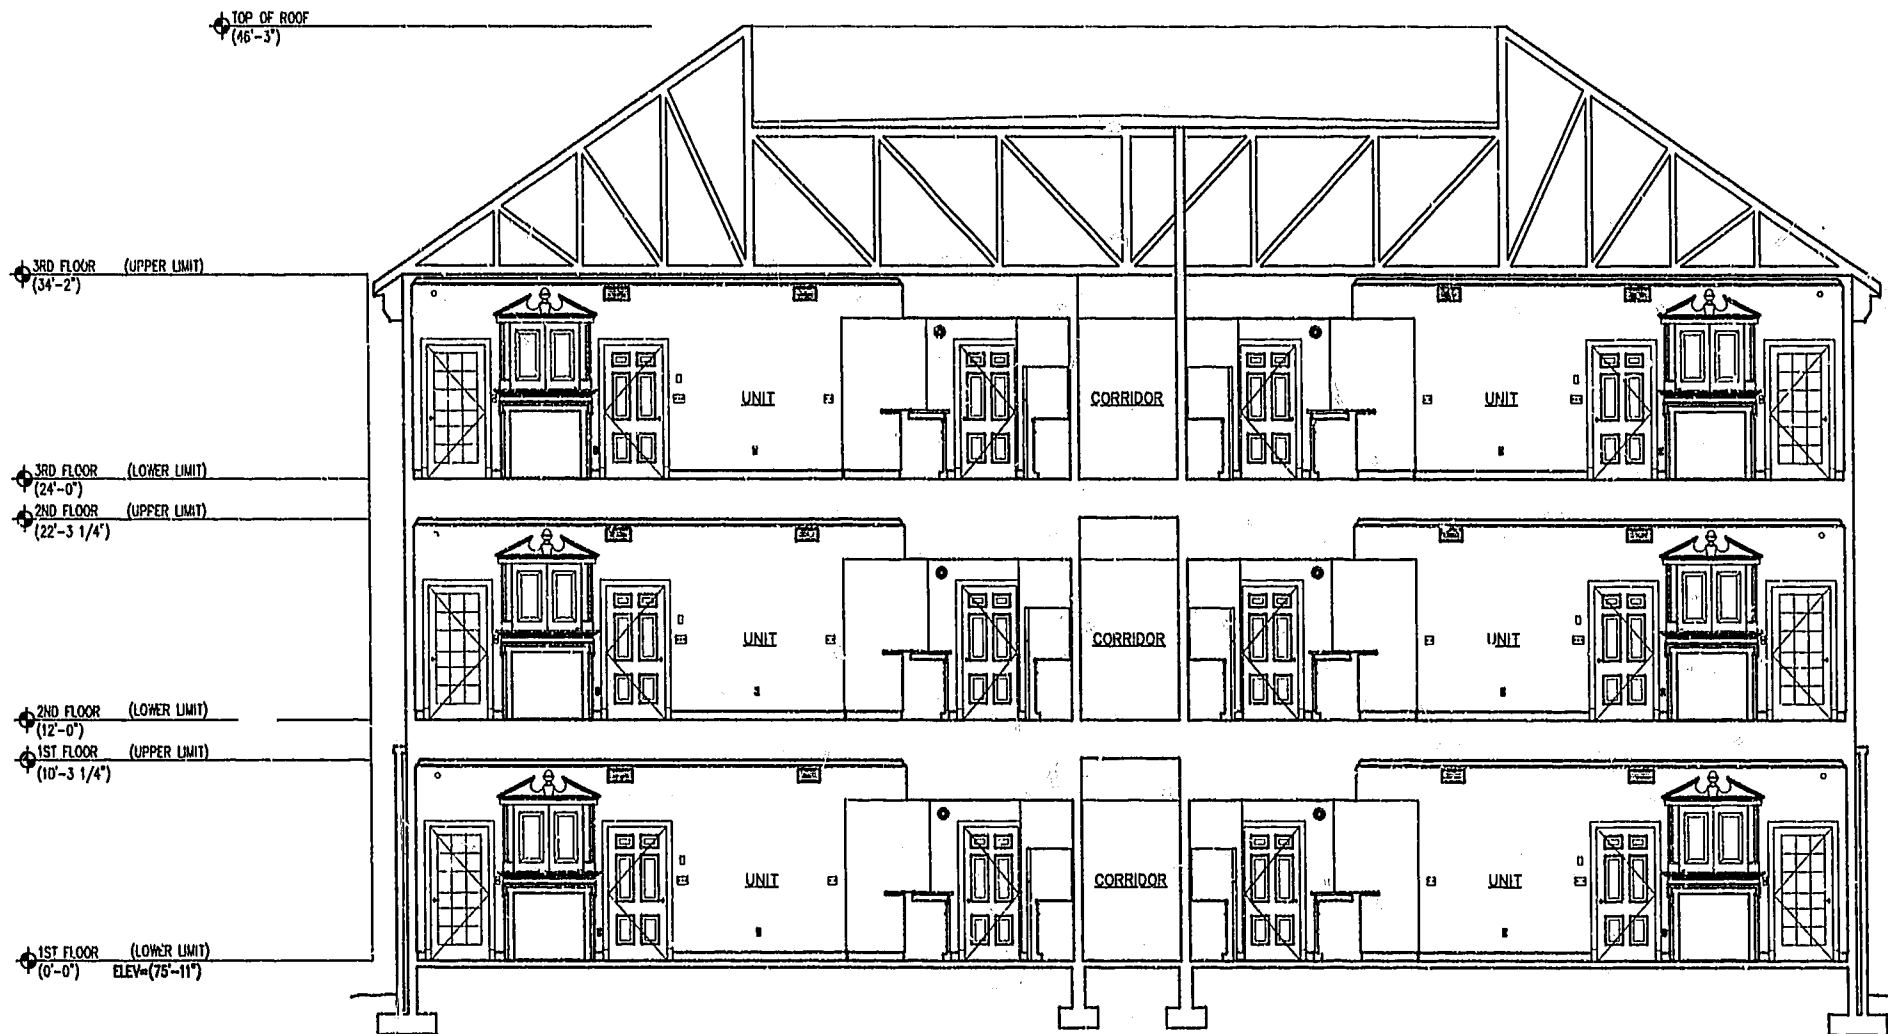 TOP OF ROOF
(46'-3")
3RD FLOOR (UPPER LIMIT)
(34'-2")
UNIT
CORRIDOR
UNIT
3RD FLOOR (LOWER LIMIT)
(24'-0")
2ND FLOOR (UPPER LIMIT)
(22'-3 1/4")
UNIT
CORRIDOR
UNIT
2ND FLOOR (LOWER LIMIT)
(12'-0")
1ST FLOOR (UPPER LIMIT)
(10'-3 1/4")
UNIT
CORRIDOR
UNIT
1ST FLOOR (LOWER LIMIT)
(0'-0") ELEV=(75'-11")